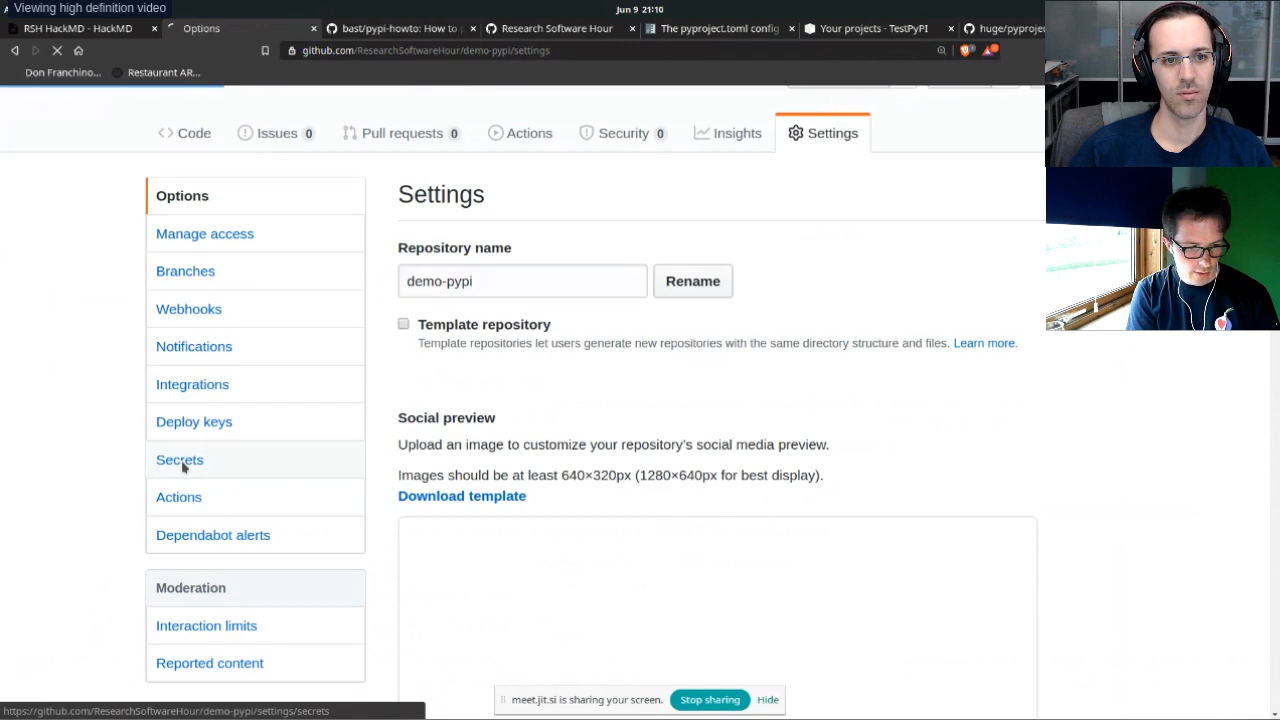 Viewing high definition video
Jun 9 21:10
RSH HackMD - HackMD
Options
bast/pypi-howto: How to p
Research Software Hour
The pyproject.toml config
Your projects - TestPyPI
huge/pyproje
github.com/ResearchSoftwareHour/demo-pypi/settings
Don Franchino...
Restaurant AR...
Code
Issues 0
Pull requests 0
Actions
Security 0
Insights
Settings
Options
Manage access
Branches
Webhooks
Notifications
Integrations
Deploy keys
Secrets
Actions
Dependabot alerts
Moderation
Interaction limits
Reported content
Settings
Repository name
demo-pypi
Rename
Template repository
Template repositories let users generate new repositories with the same directory structure and files. Learn more.
Social preview
Upload an image to customize your repository's social media preview.
Images should be at least 640×320px (1280×640px for best display).
Download template
meet.jit.si is sharing your screen.
Stop sharing
Hide
https://github.com/ResearchSoftwareHour/demo-pypi/settings/secrets